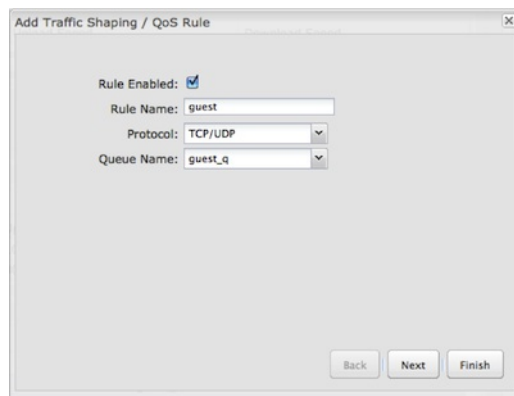 Add Traffic Shaping / QoS Rule
Rule Enabled:
Rule Name: guest
Protocol: TCP/UDP
Queue Name: guest_q
Back Next Finish